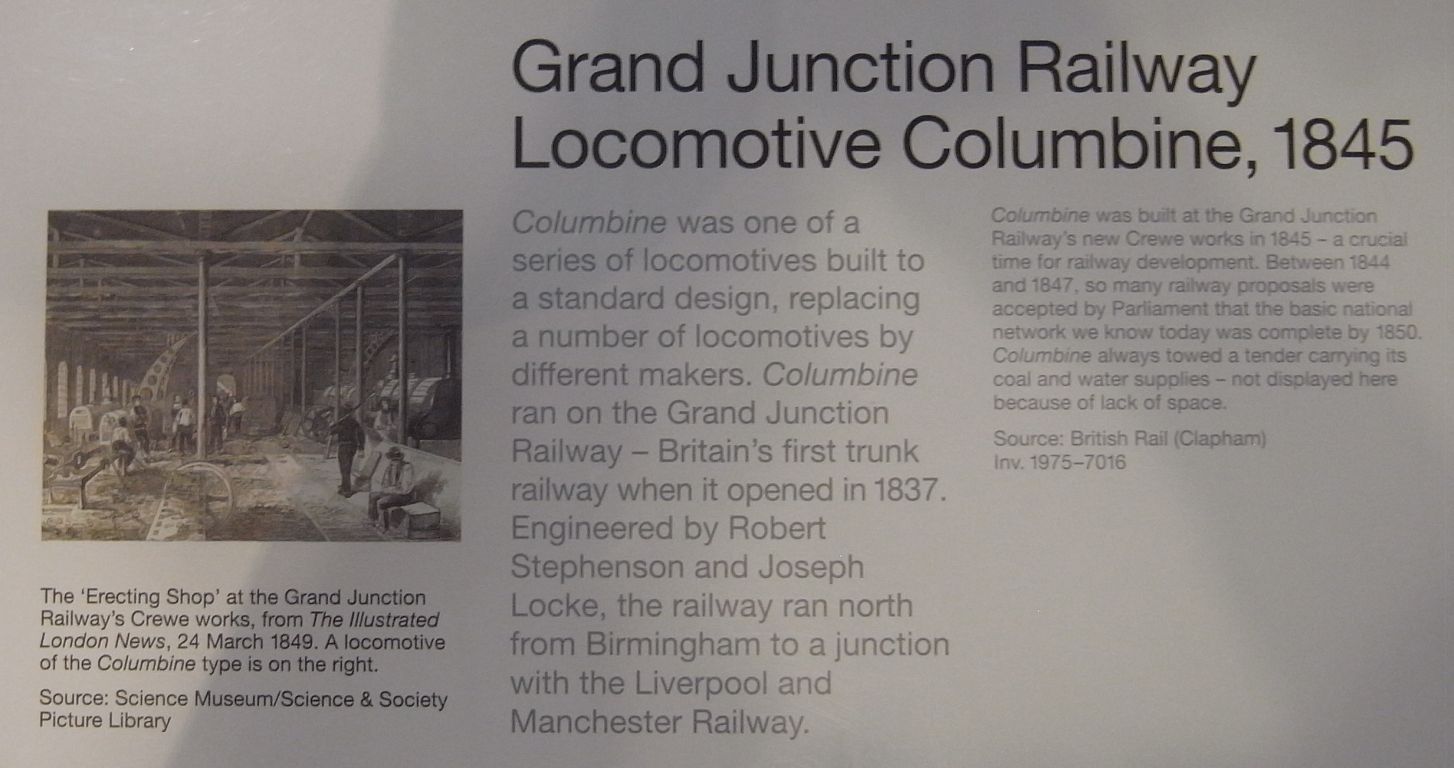 Grand Junction Railway
Locomotive Columbine, 1845
Columbine was one of a
series of locomotives built to
a standard design, replacing
a number of locomotives by
different makers. Columbine
ran on the Grand Junction
Railway – Britain's first trunk
railway when it opened in 1837.
Engineered by Robert
Stephenson and Joseph
Locke, the railway ran north
from Birmingham to a junction
with the Liverpool and
Manchester Railway.
Columbine was built at the Grand Junction
Railway's new Crewe works in 1845 – a crucial
time for railway development. Between 1844
and 1847, so many railway proposals were
accepted by Parliament that the basic national
network we know today was complete by 1850.
Columbine always towed a tender carrying its
coal and water supplies – not displayed here
because of lack of space.
Source: British Rail (Clapham)
Inv. 1975–7016
The 'Erecting Shop' at the Grand Junction
Railway's Crewe works, from The Illustrated
London News, 24 March 1849. A locomotive
of the Columbine type is on the right.
Source: Science Museum/Science & Society
Picture Library